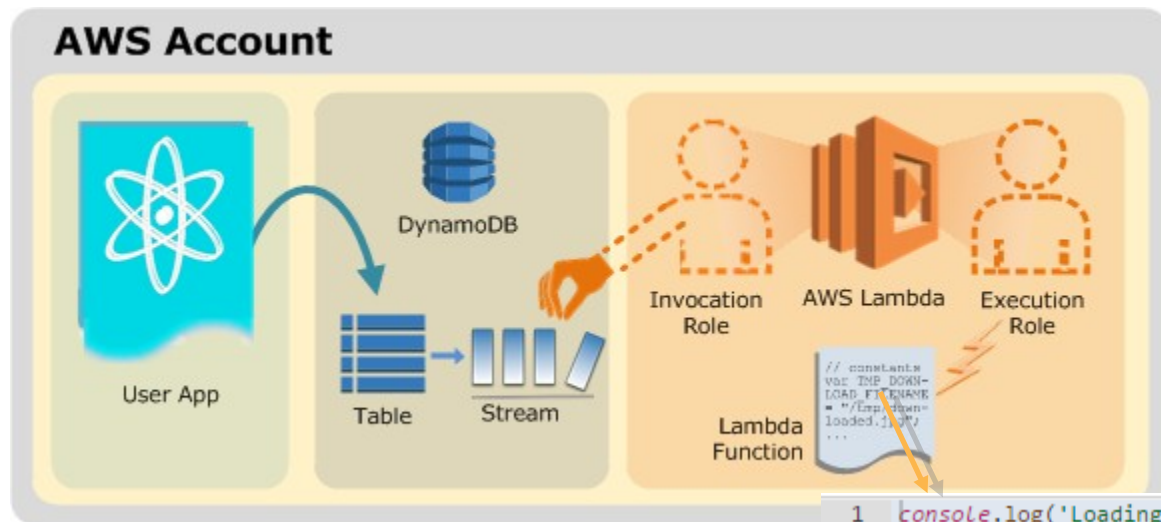 AWS Account
DynamoDB
User App
Table
Stream
Invocation
Role
AWS Lambda
Execution
Role
Lambda
Function
// constants
var TMP_DOWN-
LOAD_FILENAME
= "/tmp/down-
loaded.jpg";
...
1 console.log('Loading